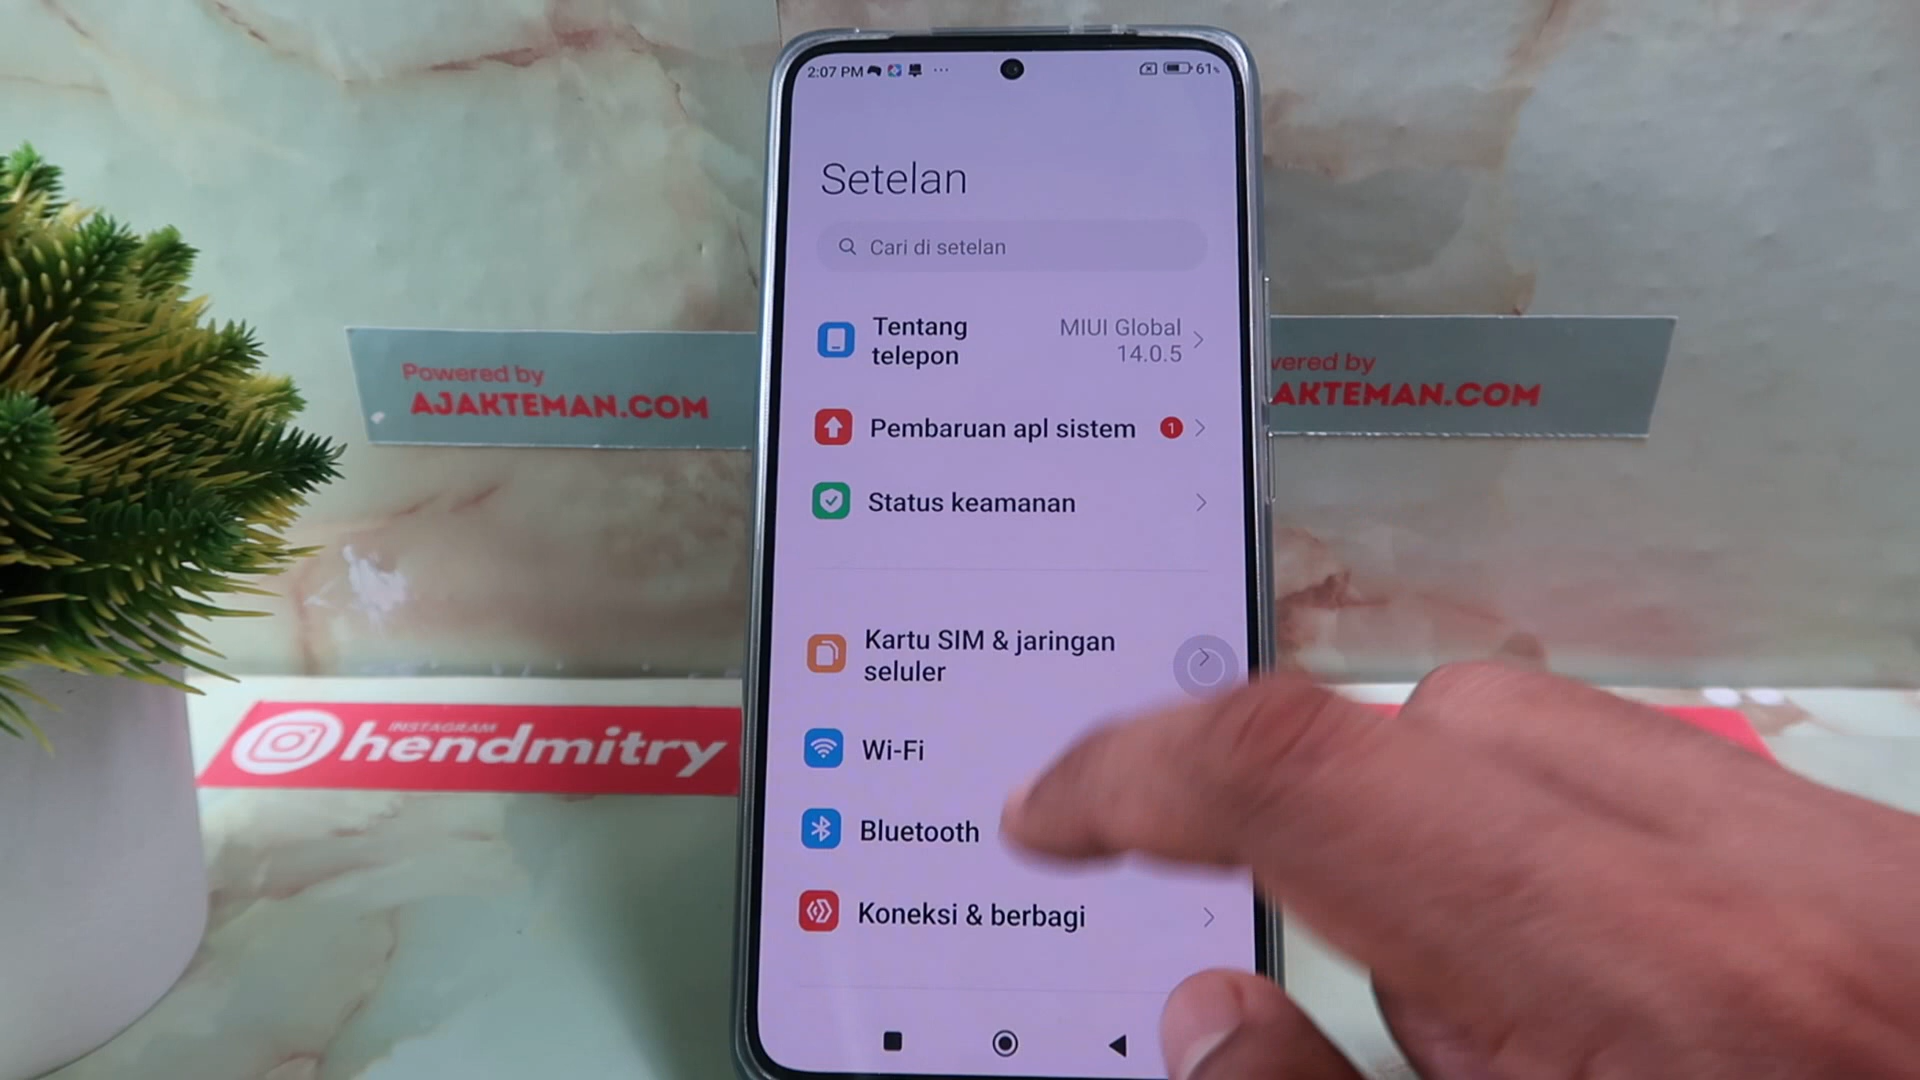 2:07 PM
61%
Setelan
Cari di setelan
Tentang telepon
MIUI Global 14.0.5
Pembaruan apl sistem
1
Status keamanan
Kartu SIM & jaringan seluler
Wi-Fi
Bluetooth
Koneksi & berbagi
Powered by
AJAKTEMAN.COM
vered by
AKTEMAN.COM
INSTAGRAM
hendmitry